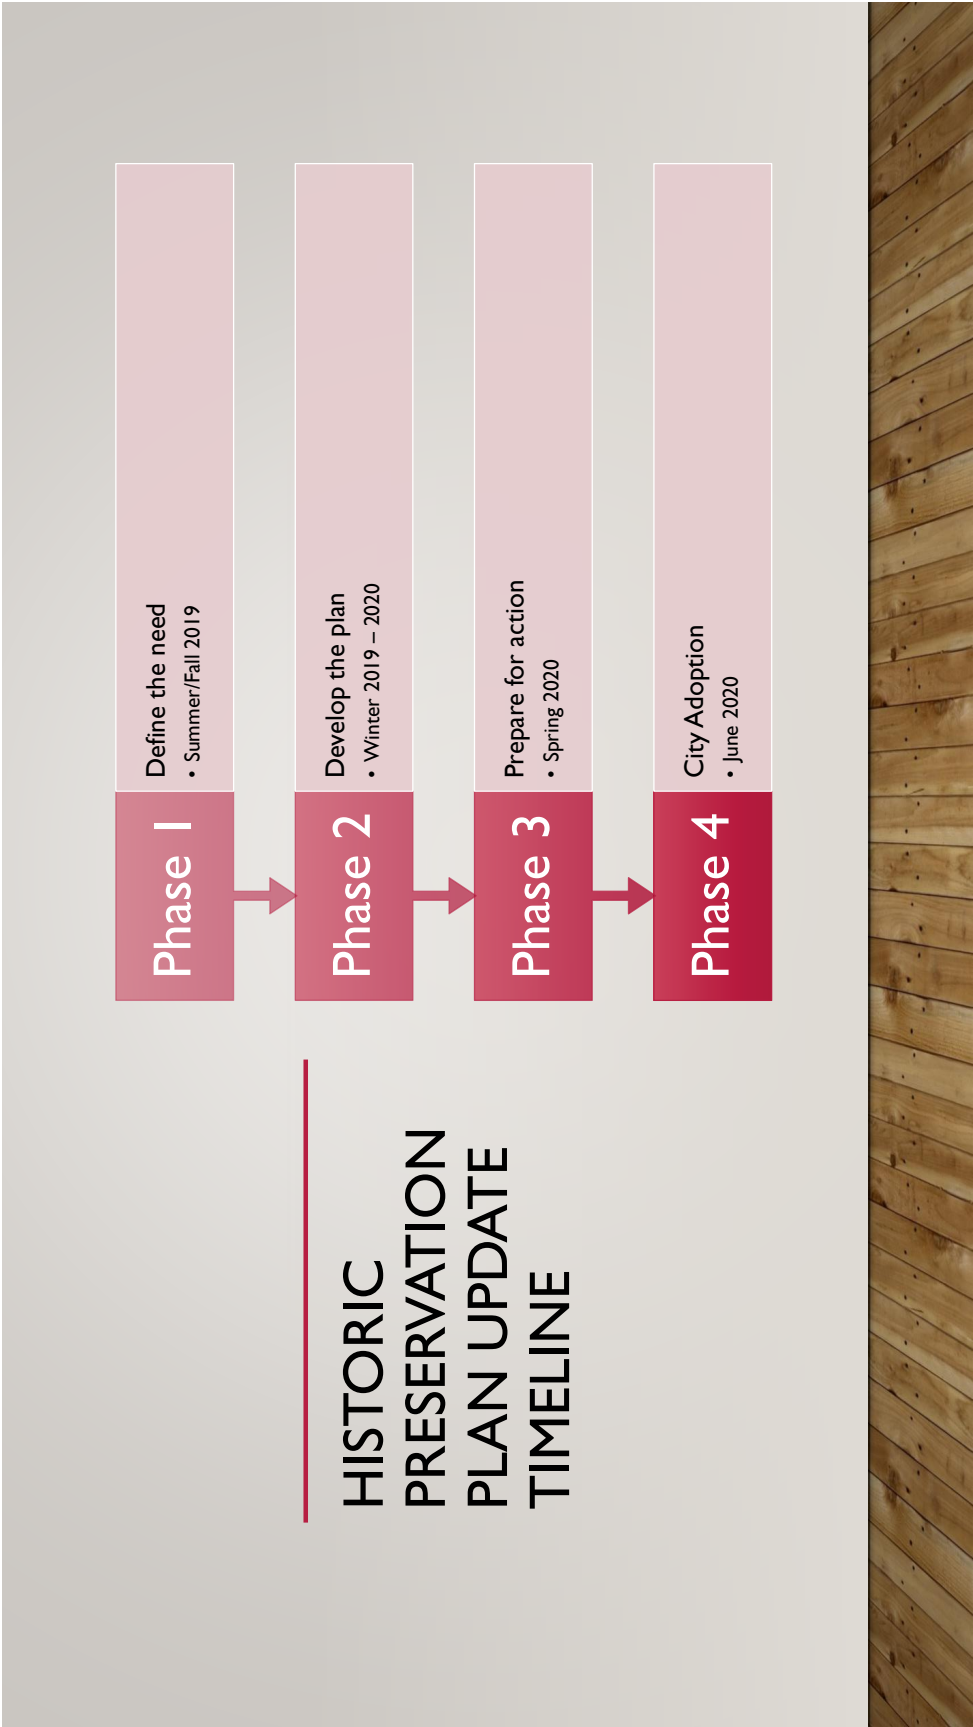 HISTORIC
PRESERVATION
PLAN UPDATE
TIMELINE
Phase 1
Define the need
• Summer/Fall 2019
Phase 2
Develop the plan
• Winter 2019 – 2020
Phase 3
Prepare for action
• Spring 2020
Phase 4
City Adoption
• June 2020